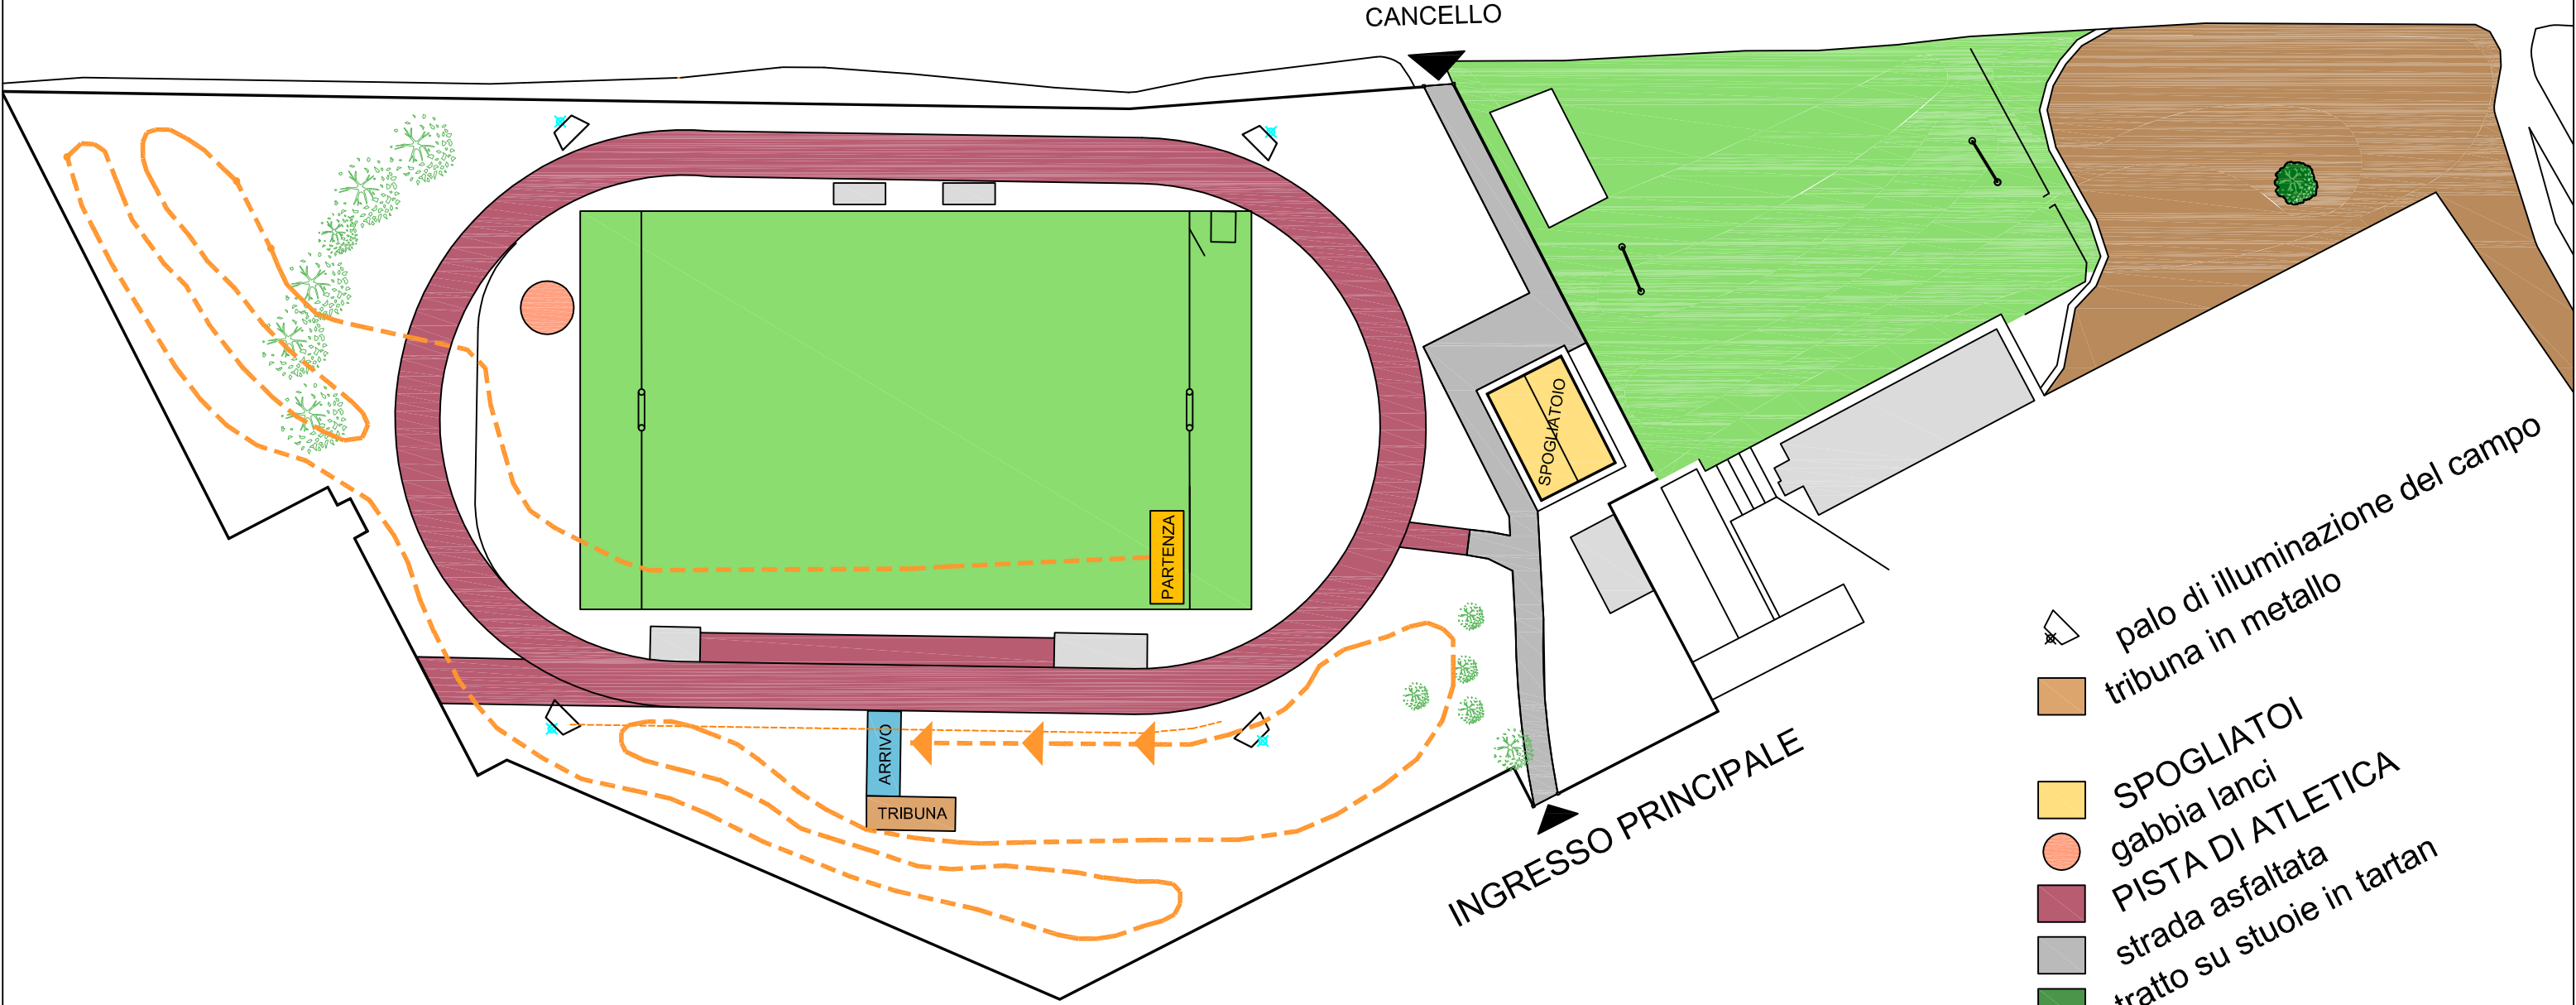 CANCELLO
SPOGLIATOIO
PARTENZA
ARRIVO
TRIBUNA
INGRESSO PRINCIPALE
palo di illuminazione del campo
tribuna in metallo
SPOGLIATOI
gabbia lanci
PISTA DI ATLETICA
strada asfaltata
tratto su stuoie in tartan